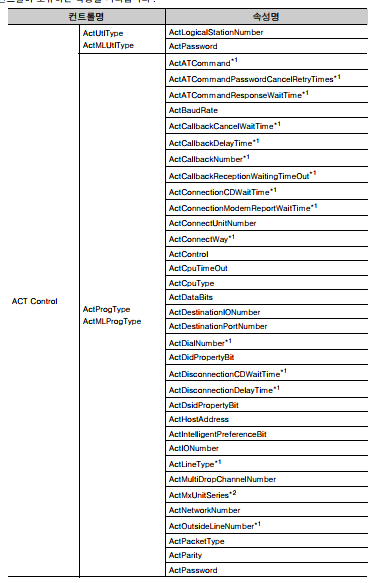 컨트롤명 속성명
ActUtlType
ActMLUtlType
ActLogicalStationNumber
ActPassword
ACT Control
ActProgType
ActMLProgType
ActATCommand*1
ActATCommandPasswordCancelRetryTimes*1
ActATCommandResponseWaitTime*1
ActBaudRate
ActCallbackCancelWaitTime*1
ActCallbackDelayTime*1
ActCallbackNumber*1
ActCallbackReceptionWaitingTimeOut*1
ActConnectionCDWaitTime*1
ActConnectionModemReportWaitTime*1
ActConnectUnitNumber
ActConnectWay*1
ActControl
ActCpuTimeOut
ActCpuType
ActDataBits
ActDestinationIONumber
ActDestinationPortNumber
ActDialNumber*1
ActDidPropertyBit
ActDisconnectionCDWaitTime*1
ActDisconnectionDelayTime*1
ActDsidPropertyBit
ActHostAddress
ActIntelligentPreferenceBit
ActIONumber
ActLineType*1
ActMultiDropChannelNumber
ActMxUnitSeries*2
ActNetworkNumber
ActOutsideLineNumber*1
ActPacketType
ActParity
ActPassword